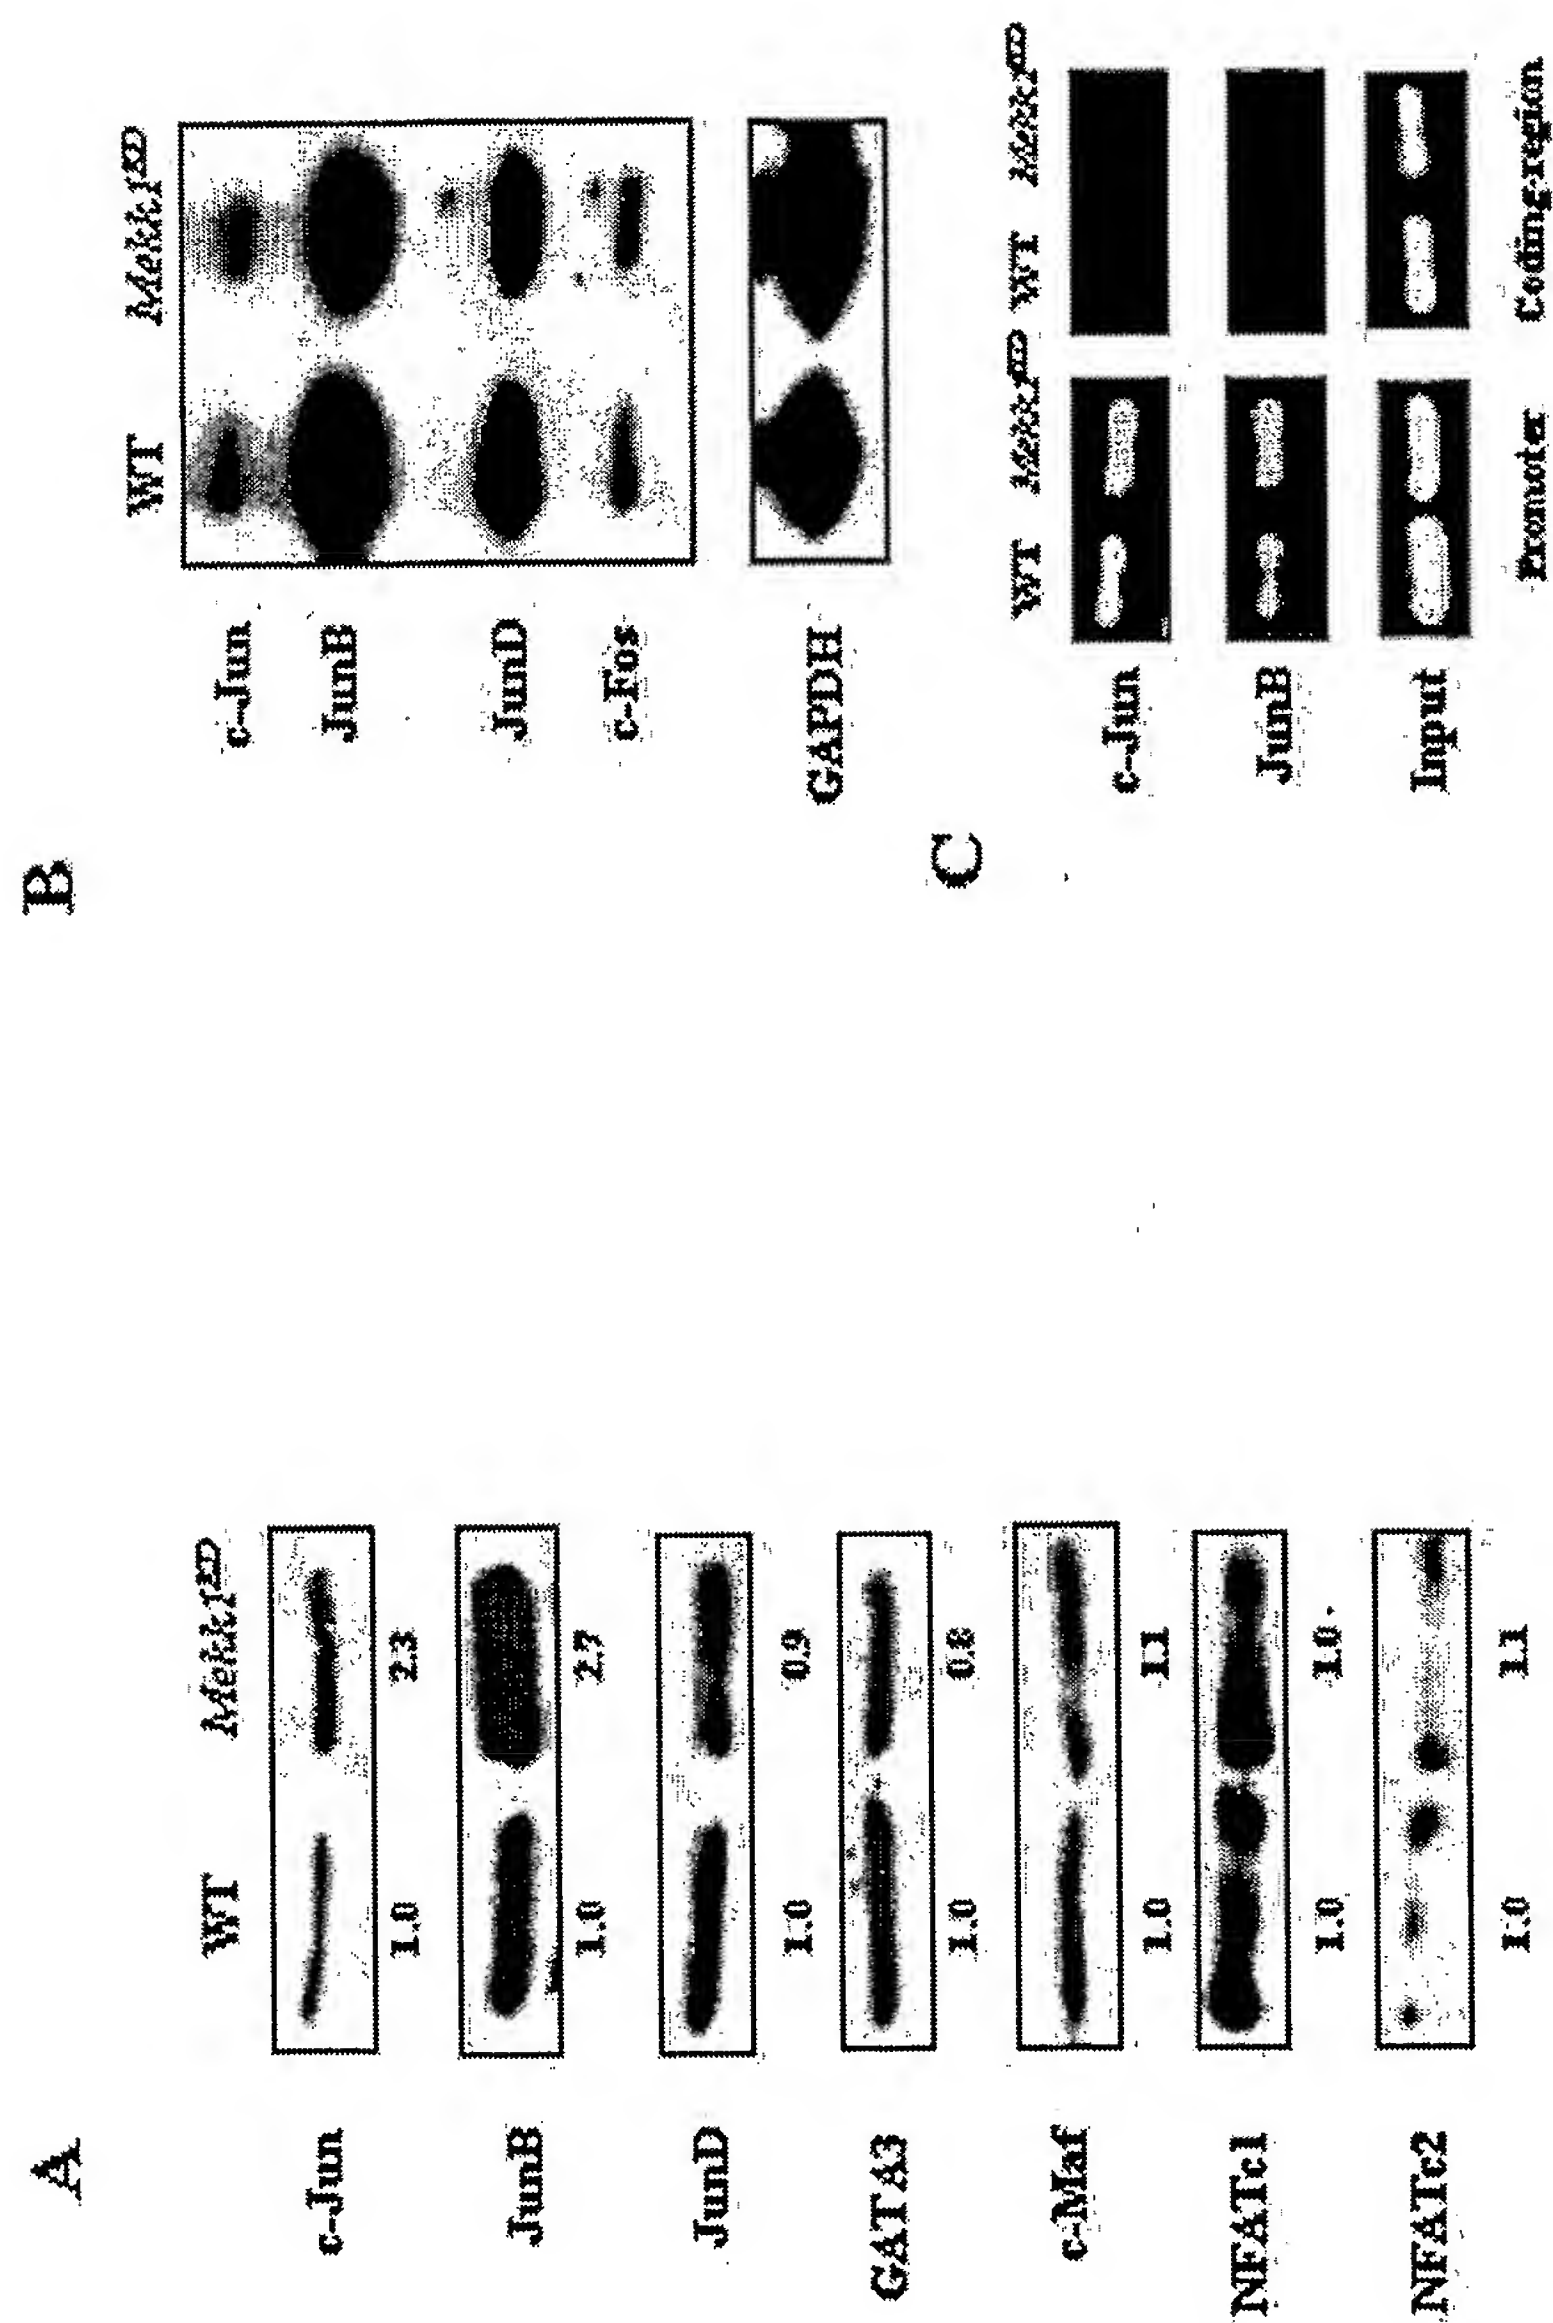 A
WT Mekk1KD
c-Jun
1.0 2.3
JunB
1.0 2.7
JunD
1.0 0.9
GATA3
1.0 0.8
c-Maf
1.0 1.1
NFATc1
1.0 1.0
NFATc2
1.0 1.1
B
WT Mekk1KD
c-Jun
JunB
JunD
c-Fos
GAPDH
C
WT Mekk1KD WT Mekk1KD
c-Jun
JunB
Input
Promoter Coding-region